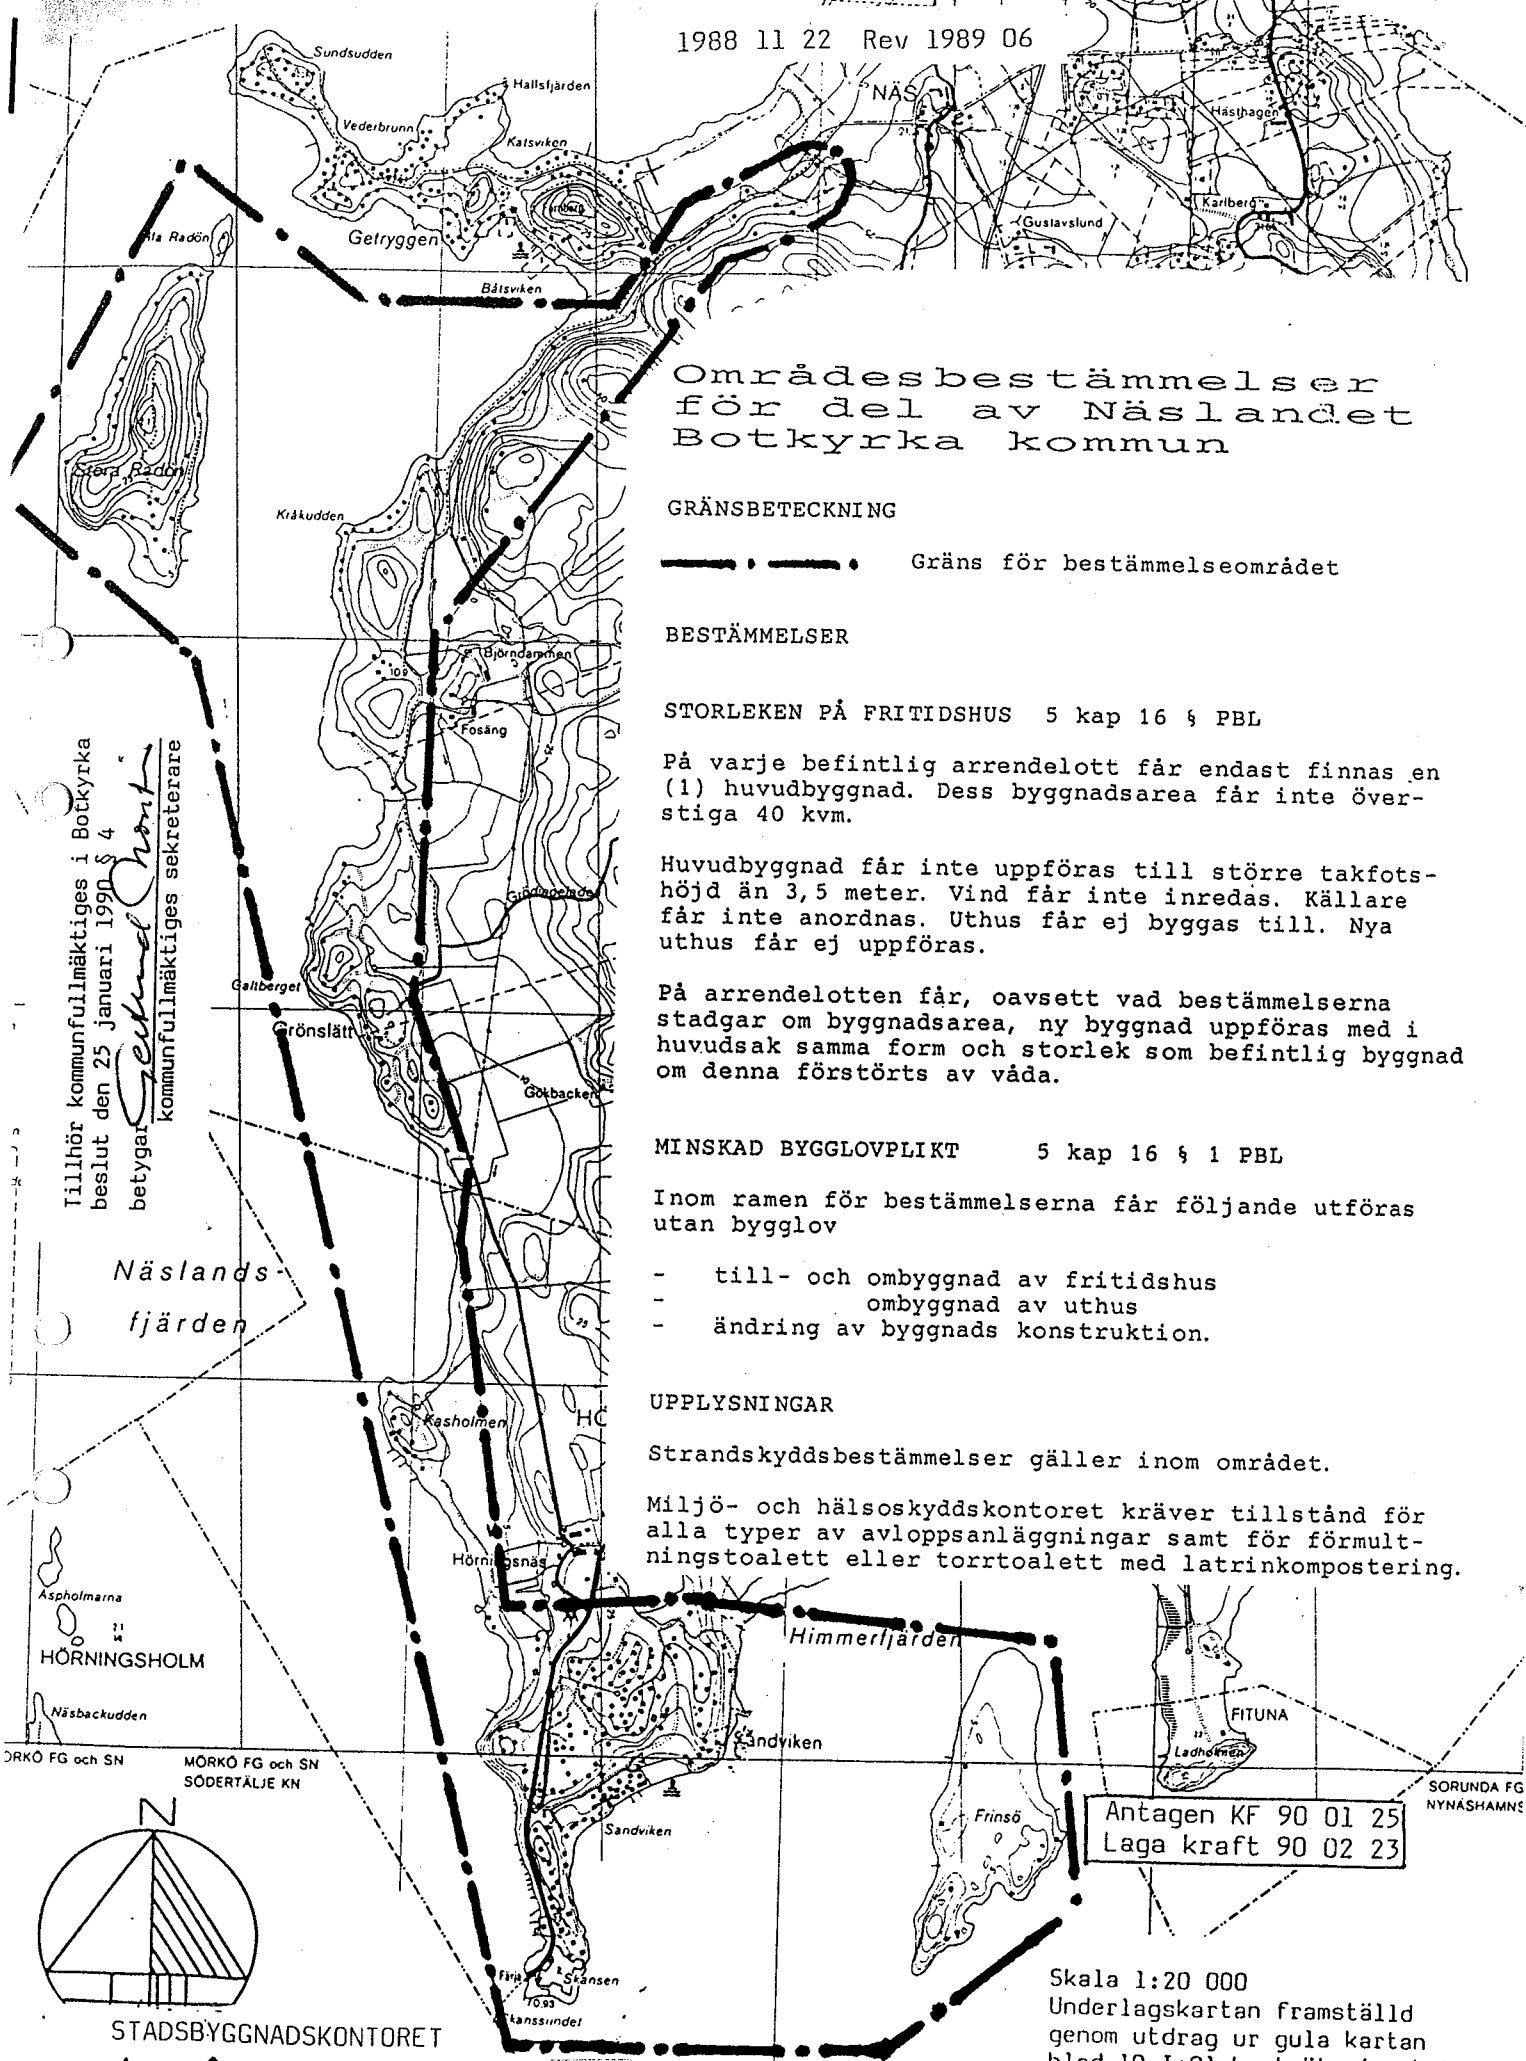 1988 11 22 Rev 1989 06
Sundsudden
Hallsfjärden
NÄS
Hästhagen
Vederbrunn
Katsviken
Karlberg
Gustavslund
Getryggen
Båtsviken
Stora Radön
Kråkudden
Områdesbestämmelser
för del av Näslandet
Botkyrka kommun
GRÄNSBETECKNING
Gräns för bestämmelseområdet
BESTÄMMELSER
Björndammen
109
Fosäng
STORLEKEN PÅ FRITIDSHUS 5 kap 16 § PBL
På varje befintlig arrendelott får endast finnas en
(1) huvudbyggnad. Dess byggnadsarea får inte över-
stiga 40 kvm.
Huvudbyggnad får inte uppföras till större takfots-
höjd än 3,5 meter. Vind får inte inredas. Källare
får inte anordnas. Uthus får ej byggas till. Nya
uthus får ej uppföras.
På arrendelotten får, oavsett vad bestämmelserna
stadgar om byggnadsarea, ny byggnad uppföras med i
huvudsak samma form och storlek som befintlig byggnad
om denna förstörts av våda.
Tillhör kommunfullmäktiges i Botkyrka
beslut den 25 januari 1990 § 4
betygar
kommunfullmäktiges sekreterare
Galtberget
Grönslätt
Gökbacken
MINSKAD BYGGLOVPLIKT 5 kap 16 § 1 PBL
Inom ramen för bestämmelserna får följande utföras
utan bygglov
- till- och ombyggnad av fritidshus
- ombyggnad av uthus
- ändring av byggnads konstruktion.
Näslands-
fjärden
Kasholmen
HÖ
UPPLYSNINGAR
Strandskyddsbestämmelser gäller inom området.
Miljö- och hälsoskyddskontoret kräver tillstånd för
alla typer av avloppsanläggningar samt för förmult-
ningstoalett eller torrtoalett med latrinkompostering.
Hörningsnäs
Aspholmarna
HÖRNINGSHOLM
Näsbackudden
Himmerfjärden
FITUNA
Ladholmen
Sandviken
MÖRKÖ FG och SN
SÖDERTÄLJE KN
SORUNDA FG
Frinsö
Sandviken
Antagen KF 90 01 25
Laga kraft 90 02 23
N
Färja
Skansen
Skanssundet
STADSBYGGNADSKONTORET
Skala 1:20 000
Underlagskartan framställd
genom utdrag ur gula kartan